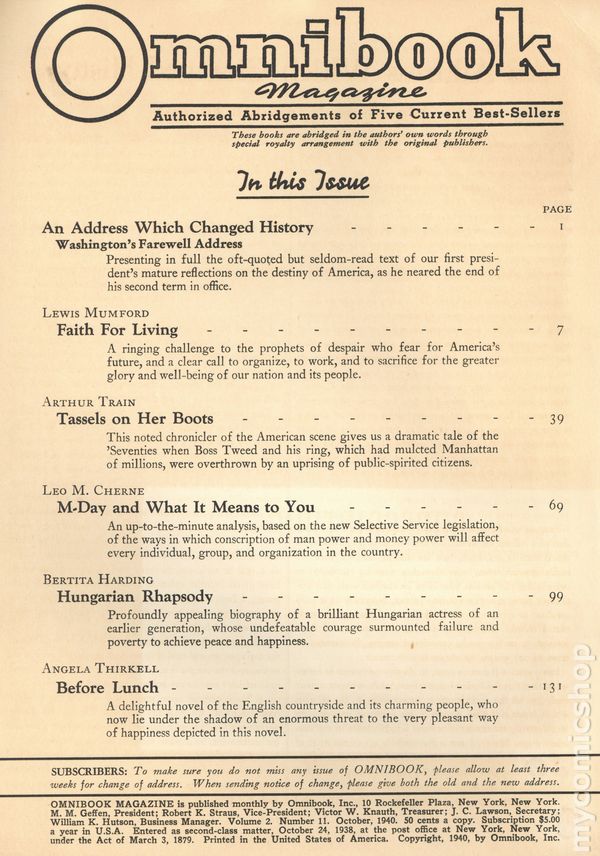 Omnibook
Magazine
Authorized Abridgements of Five Current Best-Sellers
These books are abridged in the authors' own words through
special royalty arrangement with the original publishers.
In this Issue
PAGE
An Address Which Changed History - - - - - - 1
Washington's Farewell Address
Presenting in full the oft-quoted but seldom-read text of our first presi-
dent's mature reflections on the destiny of America, as he neared the end of
his second term in office.
LEWIS MUMFORD
Faith For Living - - - - - - - - - - 7
A ringing challenge to the prophets of despair who fear for America's
future, and a clear call to organize, to work, and to sacrifice for the greater
glory and well-being of our nation and its people.
ARTHUR TRAIN
Tassels on Her Boots - - - - - - - - - 39
This noted chronicler of the American scene gives us a dramatic tale of the
'Seventies when Boss Tweed and his ring, which had mulcted Manhattan
of millions, were overthrown by an uprising of public-spirited citizens.
LEO M. CHERNE
M-Day and What It Means to You - - - - - - 69
An up-to-the-minute analysis, based on the new Selective Service legislation,
of the ways in which conscription of man power and money power will affect
every individual, group, and organization in the country.
BERTITA HARDING
Hungarian Rhapsody - - - - - - - - - 99
Profoundly appealing biography of a brilliant Hungarian actress of an
earlier generation, whose undefeatable courage surmounted failure and
poverty to achieve peace and happiness.
ANGELA THIRKELL
Before Lunch - - - - - - - - - - - 131
A delightful novel of the English countryside and its charming people, who
now lie under the shadow of an enormous threat to the very pleasant way
of happiness depicted in this novel.
SUBSCRIBERS: To make sure you do not miss any issue of OMNIBOOK, please allow at least three
weeks for change of address. When sending notice of change, please give both the old and the new address.
OMNIBOOK MAGAZINE is published monthly by Omnibook, Inc., 10 Rockefeller Plaza, New York, New York.
M. M. Geffen, President; Robert K. Straus, Vice-President; Victor W. Knauth, Treasurer; J. C. Lawson, Secretary;
William K. Hutson, Business Manager. Volume 2. Number 11. October, 1940. 50 cents a copy. Subscription $5.00
a year in U.S.A. Entered as second-class matter, October 24, 1938, at the post office at New York, New York,
under the Act of March 3, 1879. Printed in the United States of America. Copyright, 1940, by Omnibook, Inc.
mycomicshop